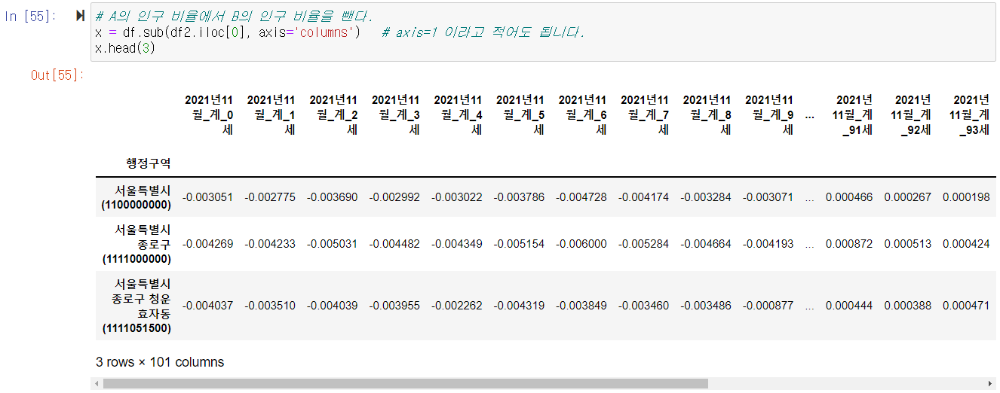 In [55]:
# A의 인구 비율에서 B의 인구 비율을 뺀다.
x = df.sub(df2.iloc[0], axis='columns')   # axis=1 이라고 적어도 됩니다.
x.head(3)
Out[55]:
2021년11 2021년11 2021년11 2021년11 2021년11 2021년11 2021년11 2021년11 2021년11 2021년11 2021년 2021년 2021년
월_계_0 월_계_1 월_계_2 월_계_3 월_계_4 월_계_5 월_계_6 월_계_7 월_계_8 월_계_9 ... 11월_계 11월_계 11월_계
세 세 세 세 세 세 세 세 세 세 _91세 _92세 _93세
행정구역
서울특별시
(1100000000) -0.003051 -0.002775 -0.003690 -0.002992 -0.003022 -0.003786 -0.004728 -0.004174 -0.003284 -0.003071 ... 0.000466 0.000267 0.000198
서울특별시
종로구 -0.004269 -0.004233 -0.005031 -0.004482 -0.004349 -0.005154 -0.006000 -0.005284 -0.004664 -0.004193 ... 0.000872 0.000513 0.000424
(1111000000)
서울특별시
종로구 청운 -0.004037 -0.003510 -0.004039 -0.003955 -0.002262 -0.004319 -0.003849 -0.003460 -0.003486 -0.000877 ... 0.000444 0.000388 0.000471
효자동
(1111051500)
3 rows × 101 columns